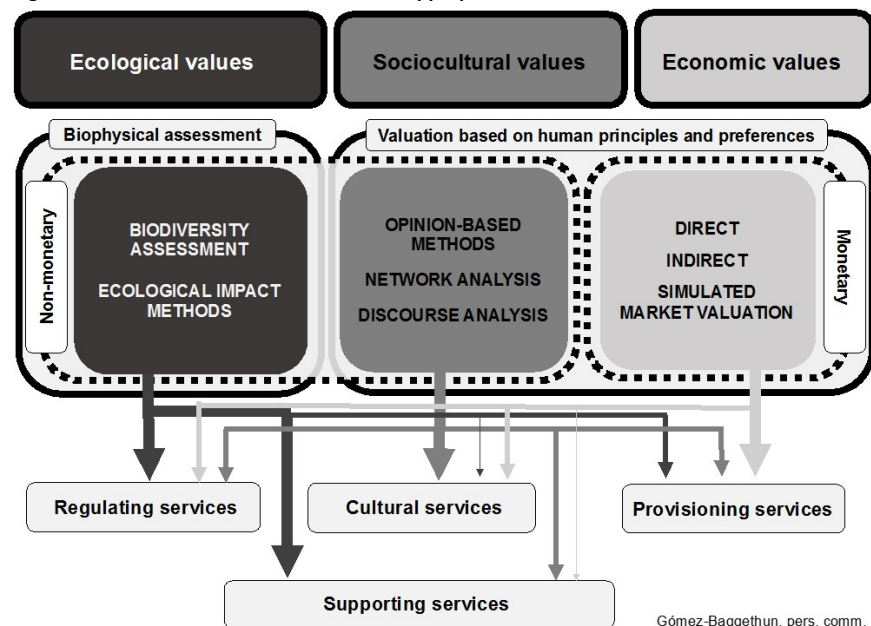 Ecological values
Sociocultural values
Economic values
Biophysical assessment
Valuation based on human principles and preferences
Non-monetary
BIODIVERSITY
ASSESSMENT
ECOLOGICAL IMPACT
METHODS
OPINION-BASED
METHODS
NETWORK ANALYSIS
DISCOURSE ANALYSIS
DIRECT
INDIRECT
SIMULATED
MARKET VALUATION
Monetary
Regulating services
Cultural services
Provisioning services
Supporting services
Gómez-Baggethun, pers. comm.